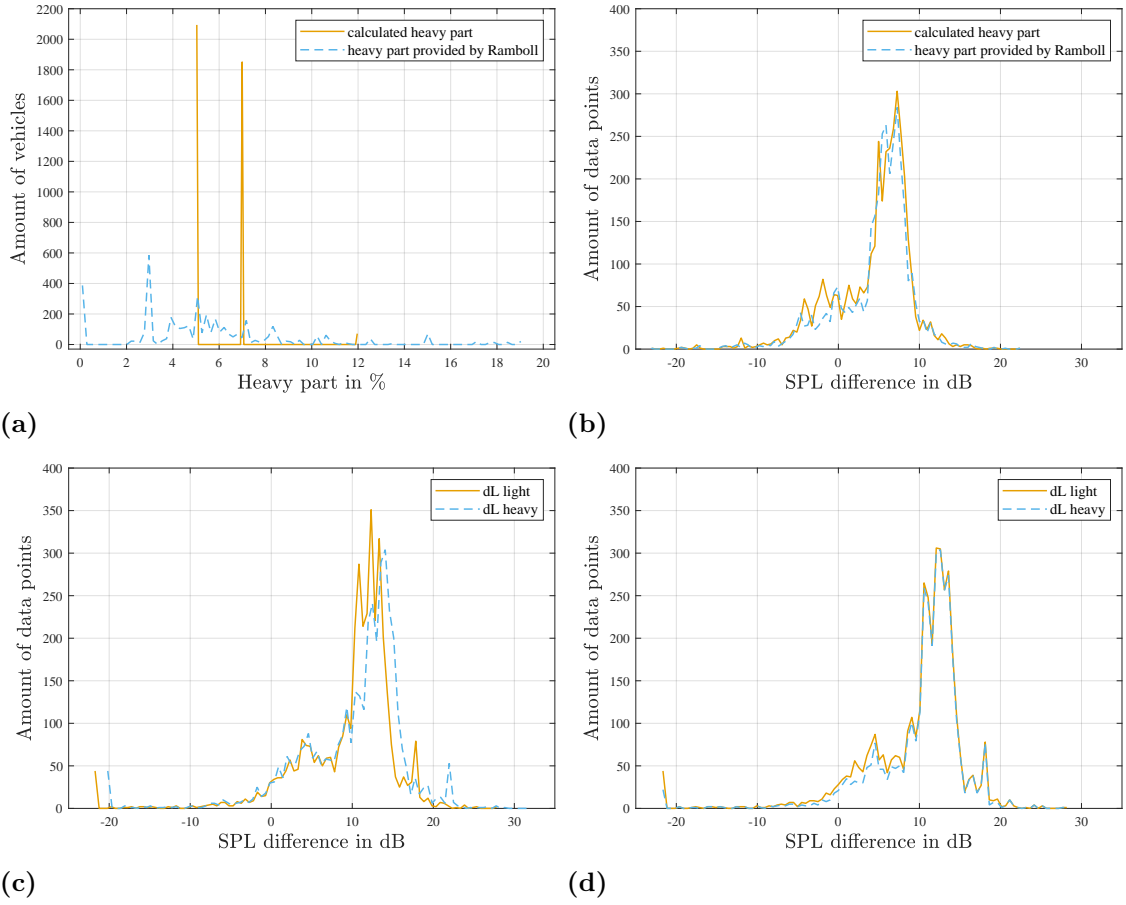 2200
2000
1800
1600
1400
1200
1000
800
600
400
200
0
Amount of vehicles
calculated heavy part
heavy part provided by Ramboll
0 2 4 6 8 10 12 14 16 18 20
Heavy part in %
(a)
400
350
300
250
200
150
100
50
0
Amount of data points
calculated heavy part
heavy part provided by Ramboll
-20 -10 0 10 20 30
SPL difference in dB
(b)
400
350
300
250
200
150
100
50
0
Amount of data points
dL light
dL heavy
-20 -10 0 10 20 30
SPL difference in dB
(c)
400
350
300
250
200
150
100
50
0
Amount of data points
dL light
dL heavy
-20 -10 0 10 20 30
SPL difference in dB
(d)